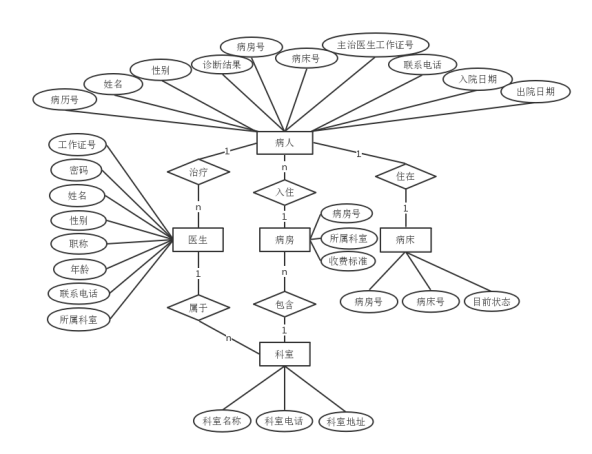 病房号
主治医生工作证号
诊断结果
病床号
联系电话
性别
入院日期
姓名
出院日期
病历号
病人
工作证号
1
n
1
密码
治疗
入住
住在
姓名
n
1
1
病房号
性别
医生
病房
所属科室
病床
职称
收费标准
年龄
1
n
联系电话
属于
包含
病房号
病床号
目前状态
所属科室
n
1
科室
科室名称
科室电话
科室地址